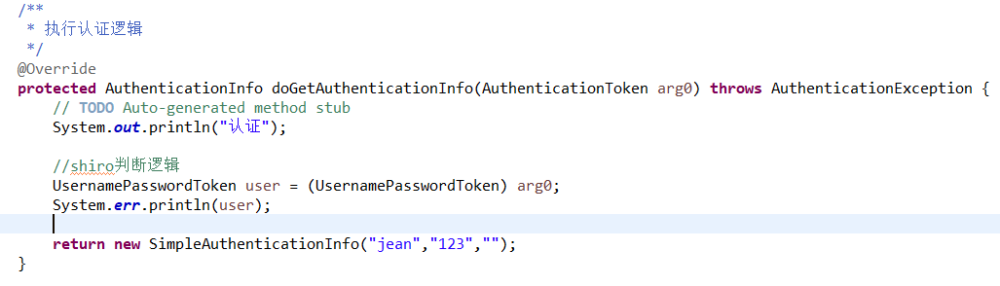 /**
 * 执行认证逻辑
 */
@Override
protected AuthenticationInfo doGetAuthenticationInfo(AuthenticationToken arg0) throws AuthenticationException {
    // TODO Auto-generated method stub
    System.out.println("认证");
    //shiro判断逻辑
    UsernamePasswordToken user = (UsernamePasswordToken) arg0;
    System.err.println(user);
    return new SimpleAuthenticationInfo("jean","123","");
}